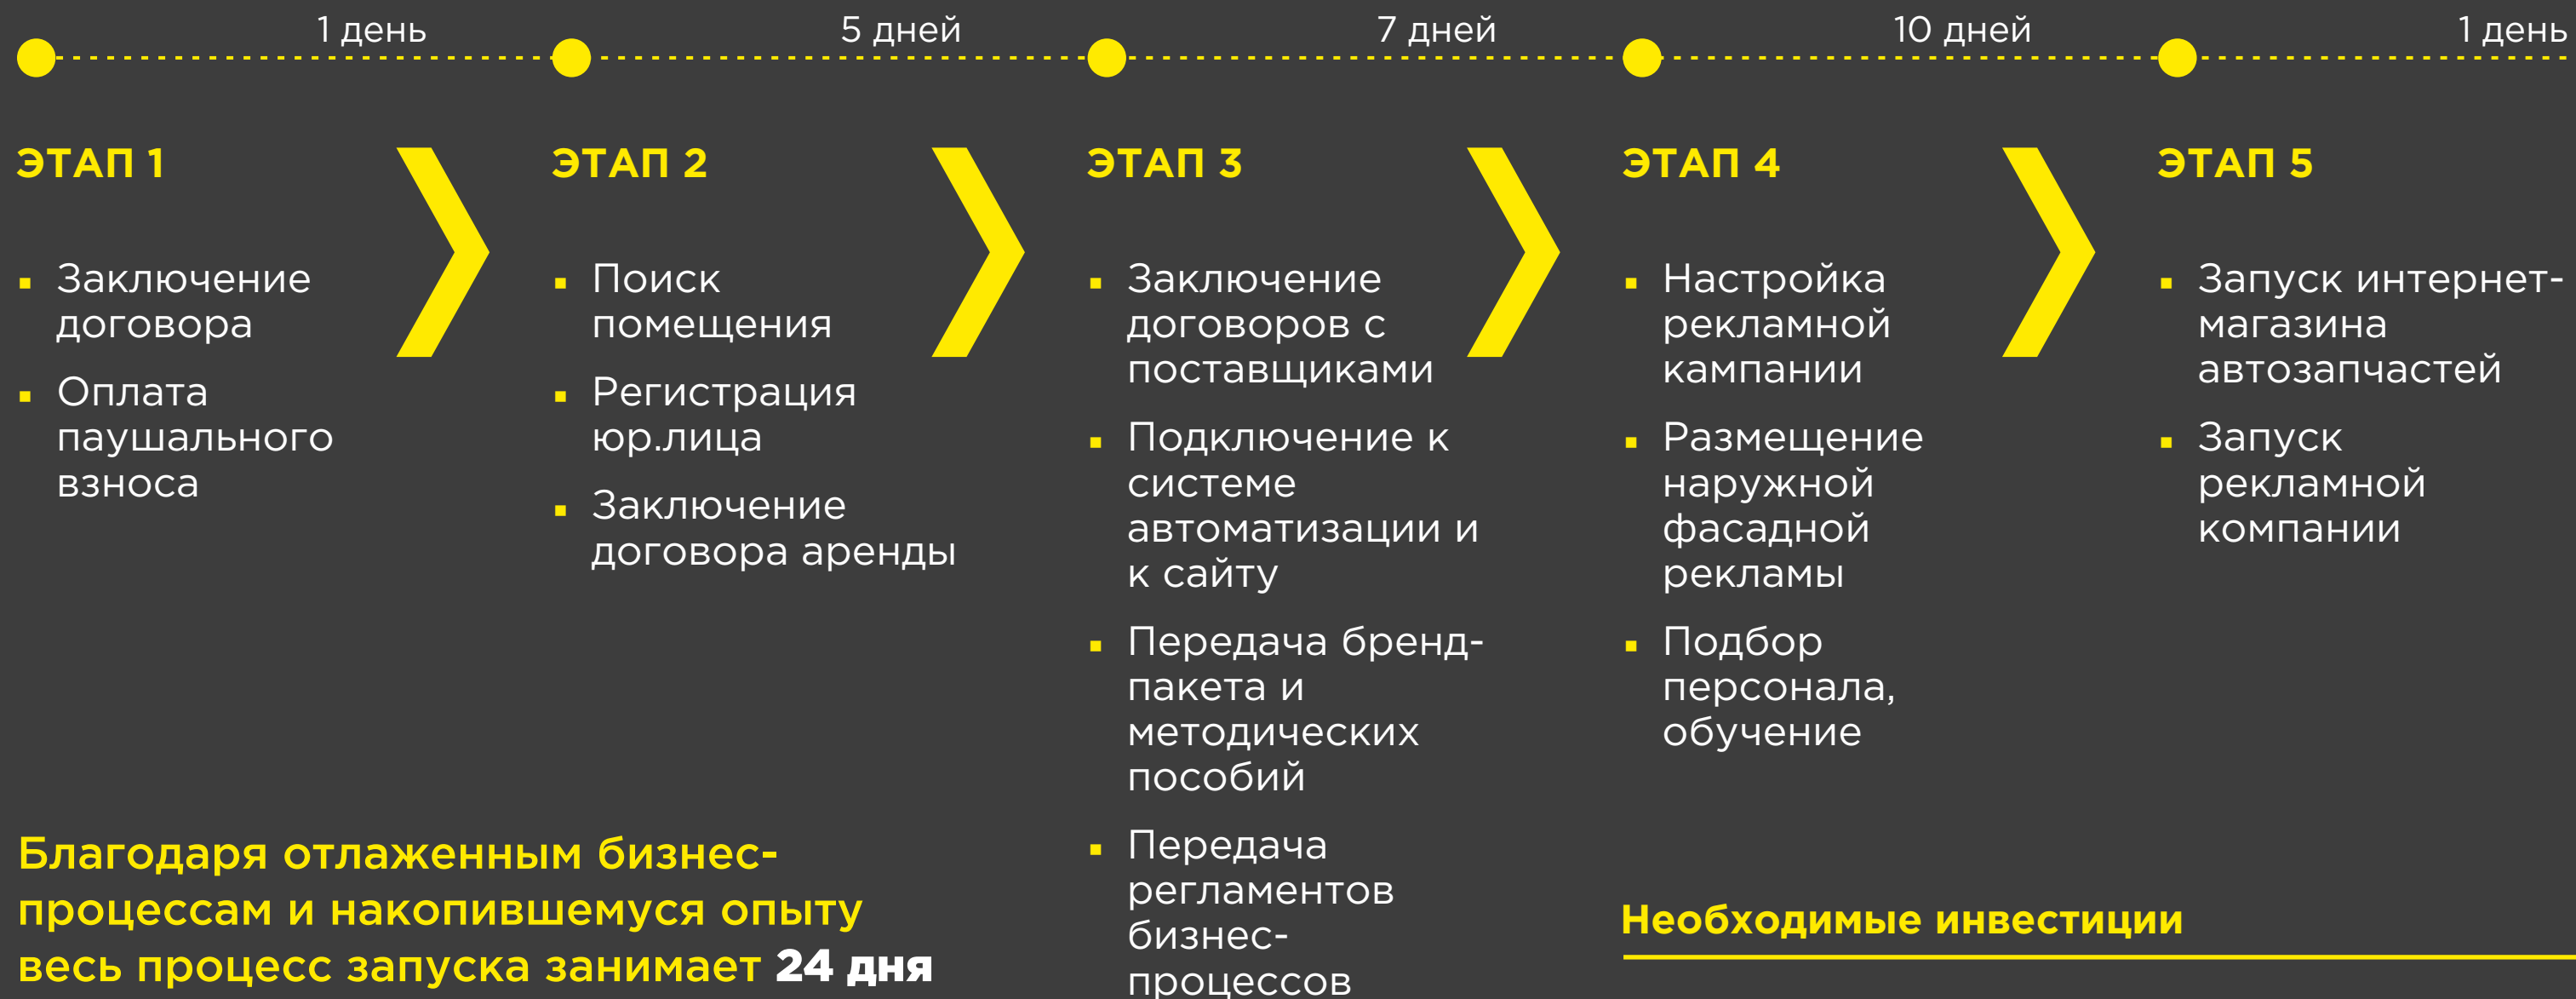 1 день
5 дней
7 дней
10 дней
1 день
ЭТАП 1
Заключение
договора
Оплата
паушального
взноса
ЭТАП 2
Поиск
помещения
Регистрация
юр.лица
Заключение
договора аренды
ЭТАП 3
Заключение
договоров с
поставщиками
Подключение к
системе
автоматизации и
к сайту
Передача бренд-
пакета и
методических
пособий
Передача
регламентов
бизнес-
процессов
ЭТАП 4
Настройка
рекламной
кампании
Размещение
наружной
фасадной
рекламы
Подбор
персонала,
обучение
ЭТАП 5
Запуск интернет-
магазина
автозапчастей
Запуск
рекламной
компании
Благодаря отлаженным бизнес-
процессам и накопившемуся опыту
весь процесс запуска занимает 24 дня
Необходимые инвестиции